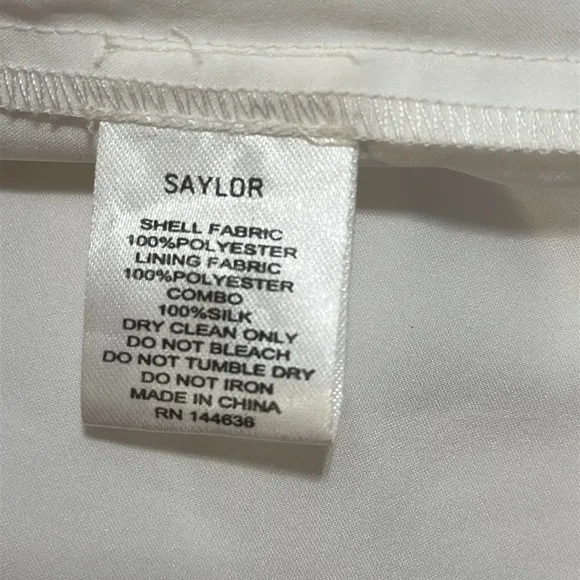 SAYLOR
SHELL FABRIC
100%POLYESTER
LINING FABRIC
100%POLYESTER
COMBO
100%SILK
DRY CLEAN ONLY
DO NOT BLEACH
DO NOT TUMBLE DRY
DO NOT IRON
MADE IN CHINA
RN 144636